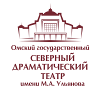 Омский государственный
СЕВЕРНЫЙ
ДРАМАТИЧЕСКИЙ
ТЕАТР
имени М.А. Ульянова